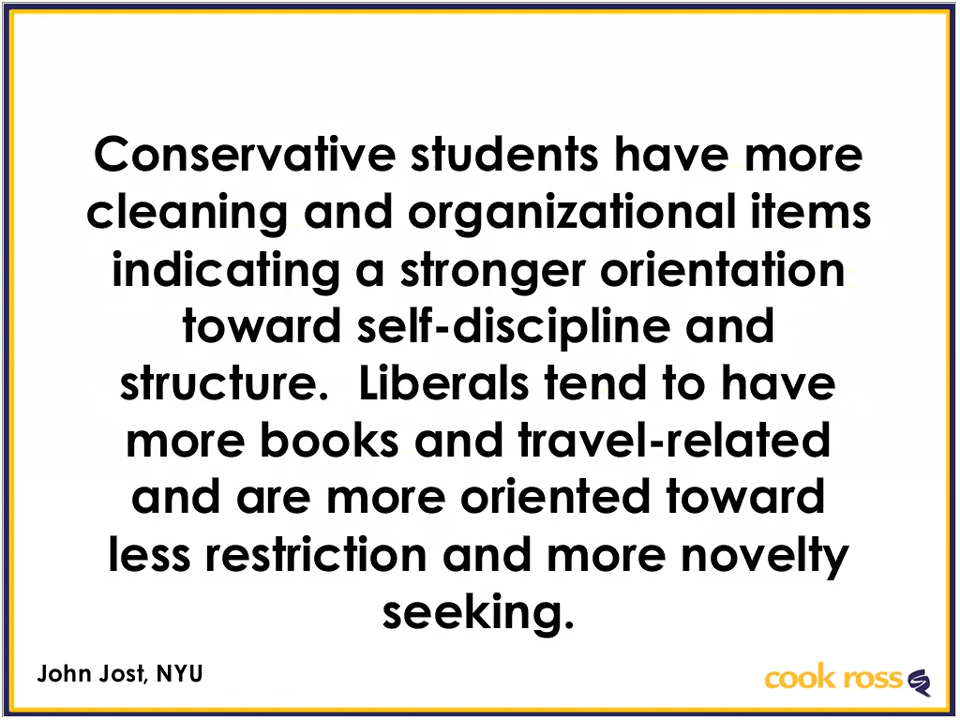 Conservative students have more
cleaning and organizational items
indicating a stronger orientation
toward self-discipline and
structure.  Liberals tend to have
more books and travel-related
and are more oriented toward
less restriction and more novelty
seeking.
John Jost, NYU
cook ross